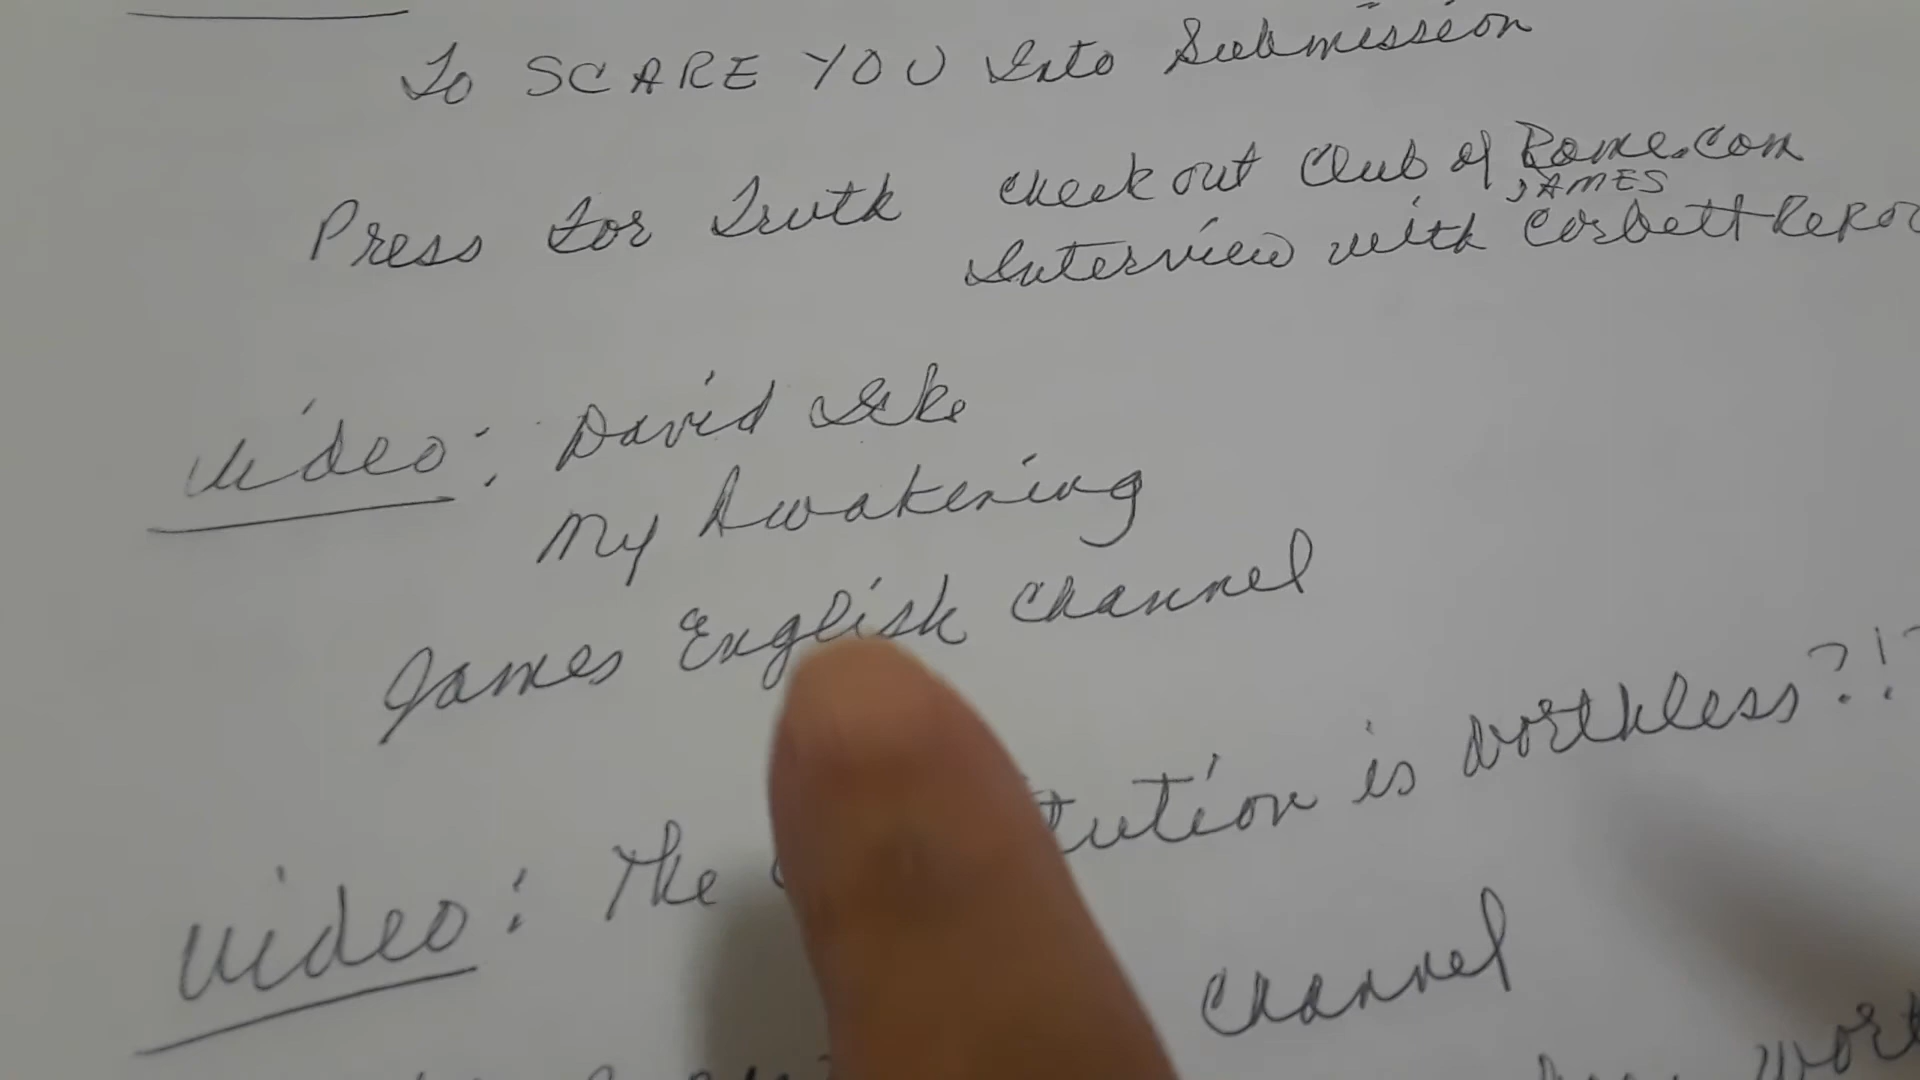 To SCARE YOU Into Submission
Press For Truth check out Club of Rome.com
JAMES
Interview with Corbett Repor
Video: David Icke
My Awakening
James English Channel
Video: The tution is worthless?!?
Channel